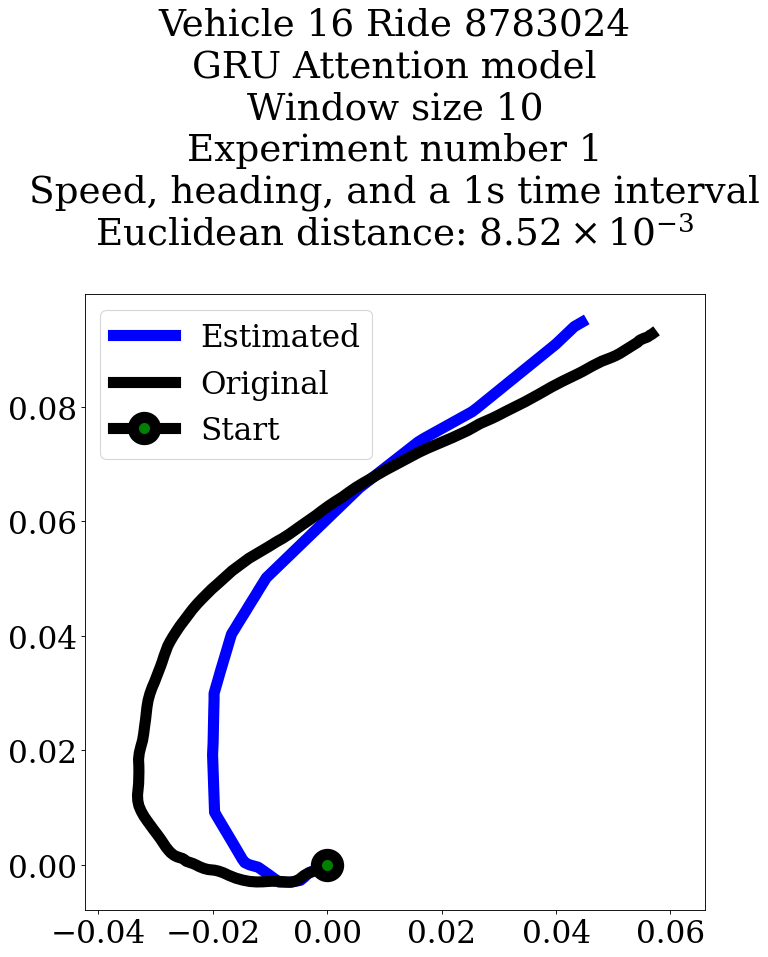 Vehicle 16 Ride 8783024
GRU Attention model
Window size 10
Experiment number 1
Speed, heading, and a 1s time interval
Euclidean distance: 8.52 × 10⁻³
Estimated
Original
Start
0.08
0.06
0.04
0.02
0.00
−0.04 −0.02 0.00 0.02 0.04 0.06